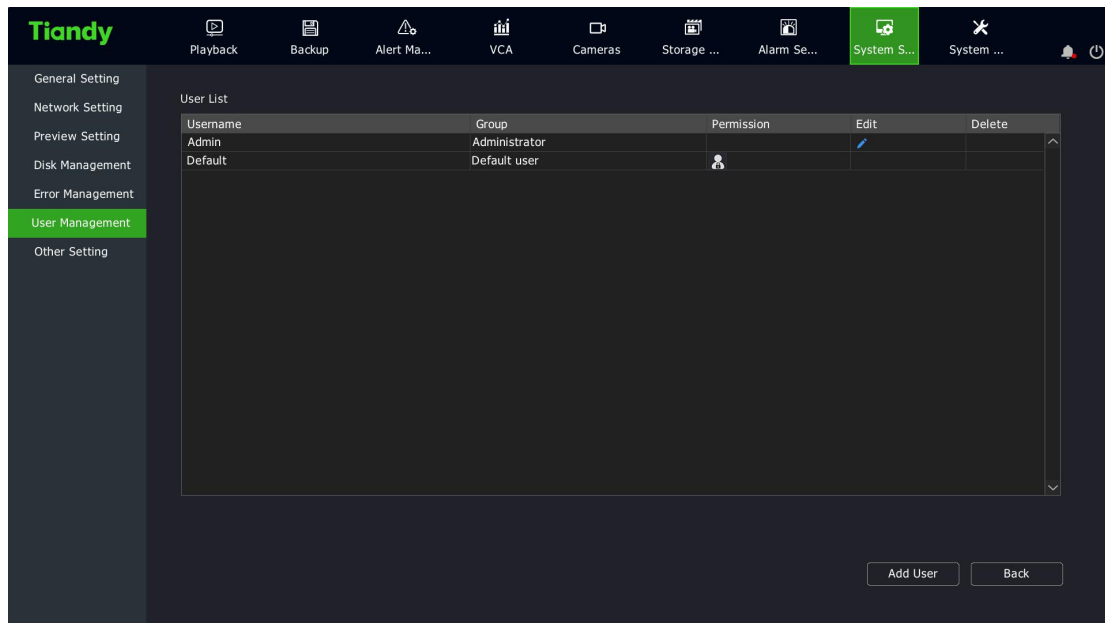 Tiandy
Playback Backup Alert Ma... VCA Cameras Storage ... Alarm Se... System S... System ...
General Setting
Network Setting
Preview Setting
Disk Management
Error Management
User Management
Other Setting
User List
Username Group Permission Edit Delete
Admin Administrator
Default Default user
Add User Back